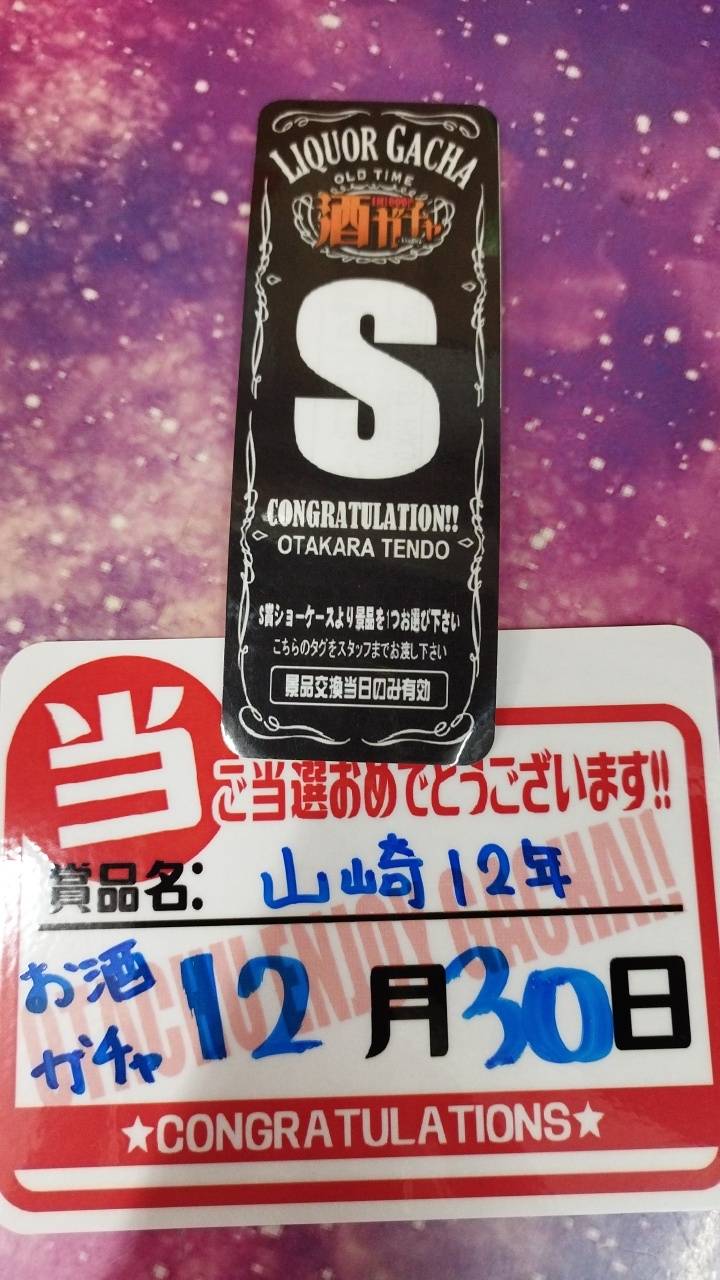 LIQUOR GACHA
OLD TIME
酒ガチャ
S
CONGRATULATION!!
OTAKARA TENDO
S賞ショーケースより景品を1つお選び下さい
こちらのタグをスタッフまでお渡し下さい
景品交換当日のみ有効
当
ご当選おめでとうございます!!
賞品名: 山崎12年
お酒
ガチャ
12月30日
ENJOY GACHA!!
★CONGRATULATIONS★